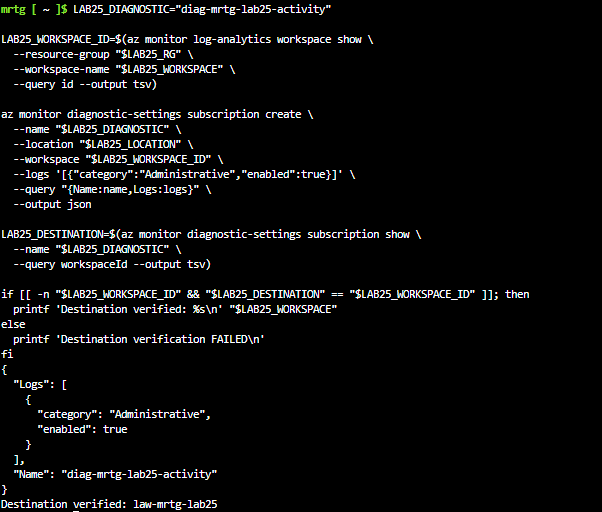 mrtg [ ~ ]$ LAB25_DIAGNOSTIC="diag-mrtg-lab25-activity"

LAB25_WORKSPACE_ID=$(az monitor log-analytics workspace show \
  --resource-group "$LAB25_RG" \
  --workspace-name "$LAB25_WORKSPACE" \
  --query id --output tsv)

az monitor diagnostic-settings subscription create \
  --name "$LAB25_DIAGNOSTIC" \
  --location "$LAB25_LOCATION" \
  --workspace "$LAB25_WORKSPACE_ID" \
  --logs '[{"category":"Administrative","enabled":true}]' \
  --query "{Name:name,Logs:logs}" \
  --output json

LAB25_DESTINATION=$(az monitor diagnostic-settings subscription show \
  --name "$LAB25_DIAGNOSTIC" \
  --query workspaceId --output tsv)

if [[ -n "$LAB25_WORKSPACE_ID" && "$LAB25_DESTINATION" == "$LAB25_WORKSPACE_ID" ]]; then
  printf 'Destination verified: %s\n' "$LAB25_WORKSPACE"
else
  printf 'Destination verification FAILED\n'
fi
{
  "Logs": [
    {
      "category": "Administrative",
      "enabled": true
    }
  ],
  "Name": "diag-mrtg-lab25-activity"
}
Destination verified: law-mrtg-lab25